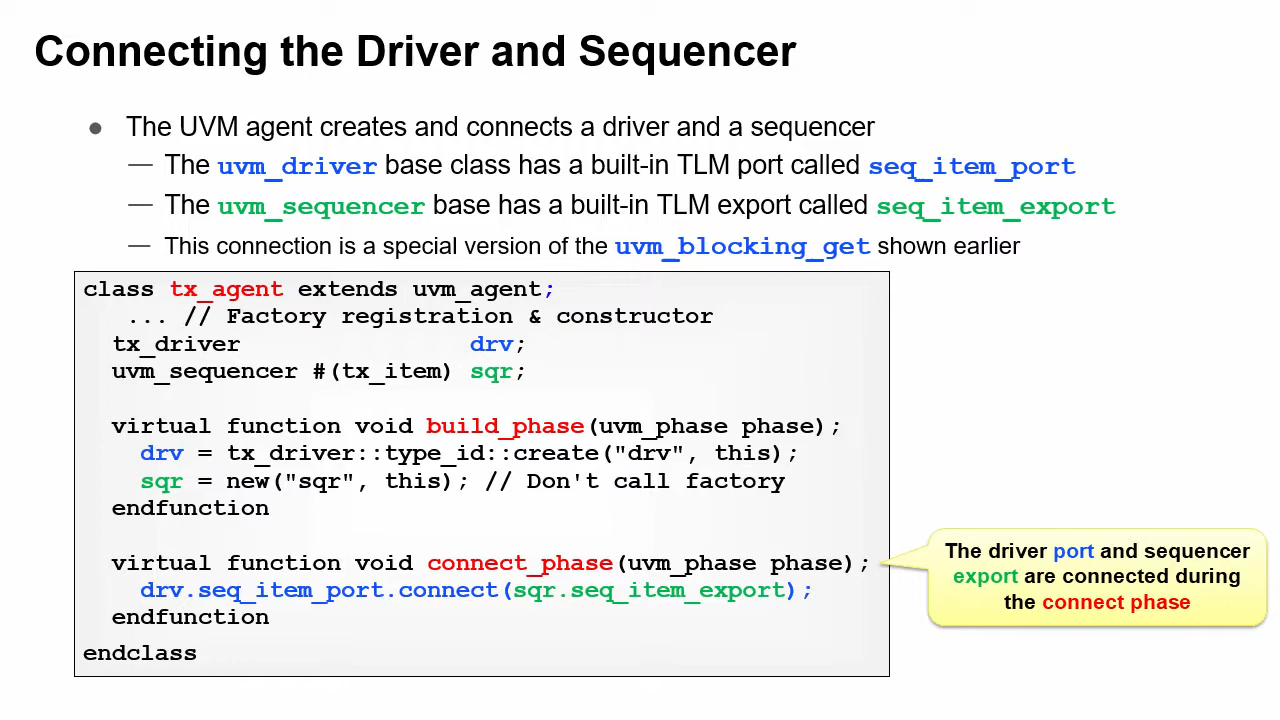 Connecting the Driver and Sequencer
● The UVM agent creates and connects a driver and a sequencer
— The uvm_driver base class has a built-in TLM port called seq_item_port
— The uvm_sequencer base has a built-in TLM export called seq_item_export
— This connection is a special version of the uvm_blocking_get shown earlier
class tx_agent extends uvm_agent;
... // Factory registration & constructor
tx_driver drv;
uvm_sequencer #(tx_item) sqr;
virtual function void build_phase(uvm_phase phase);
drv = tx_driver::type_id::create("drv", this);
sqr = new("sqr", this); // Don't call factory
endfunction
virtual function void connect_phase(uvm_phase phase);
drv.seq_item_port.connect(sqr.seq_item_export);
endfunction
endclass
The driver port and sequencer
export are connected during
the connect phase